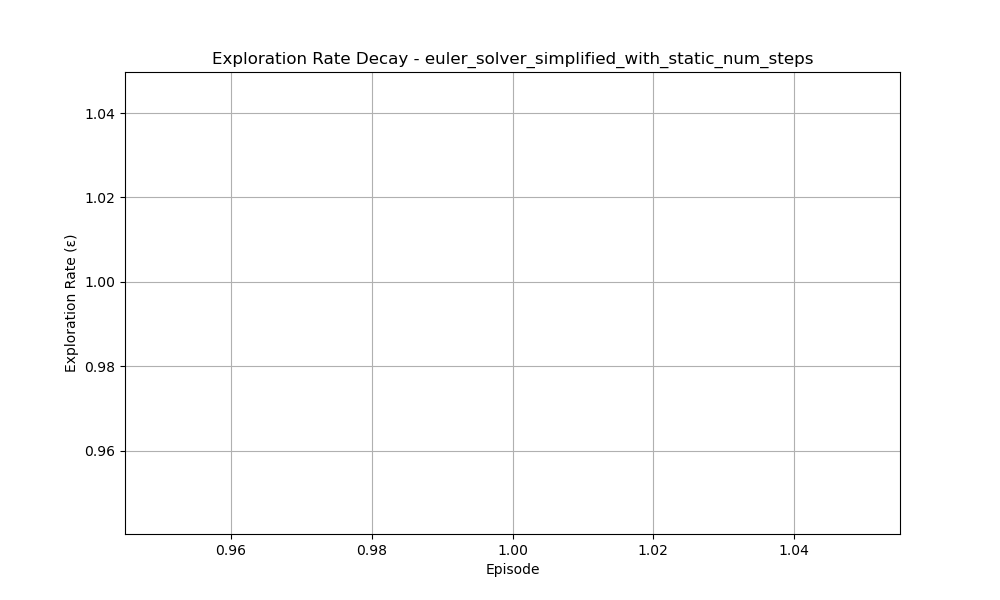 Exploration Rate Decay - euler_solver_simplified_with_static_num_steps
1.04
1.02
1.00
0.98
0.96
Exploration Rate (ε)
0.96 0.98 1.00 1.02 1.04
Episode